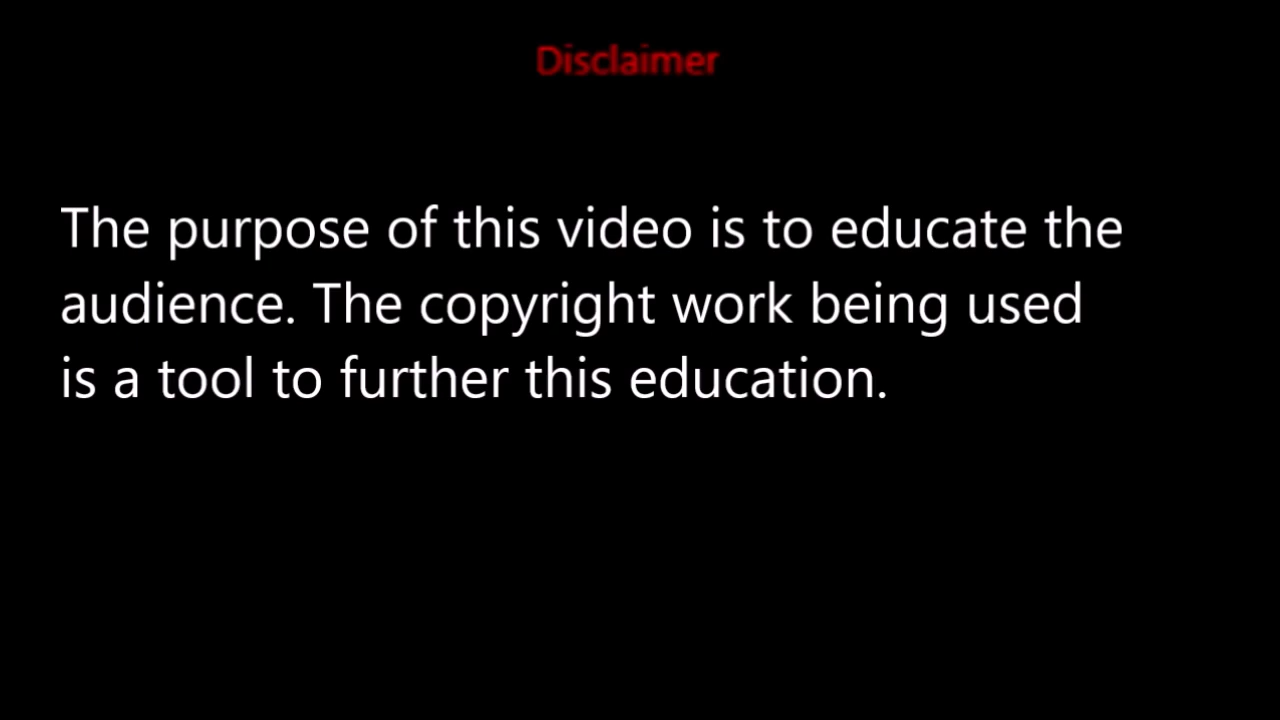 Disclaimer
The purpose of this video is to educate the
audience. The copyright work being used
is a tool to further this education.